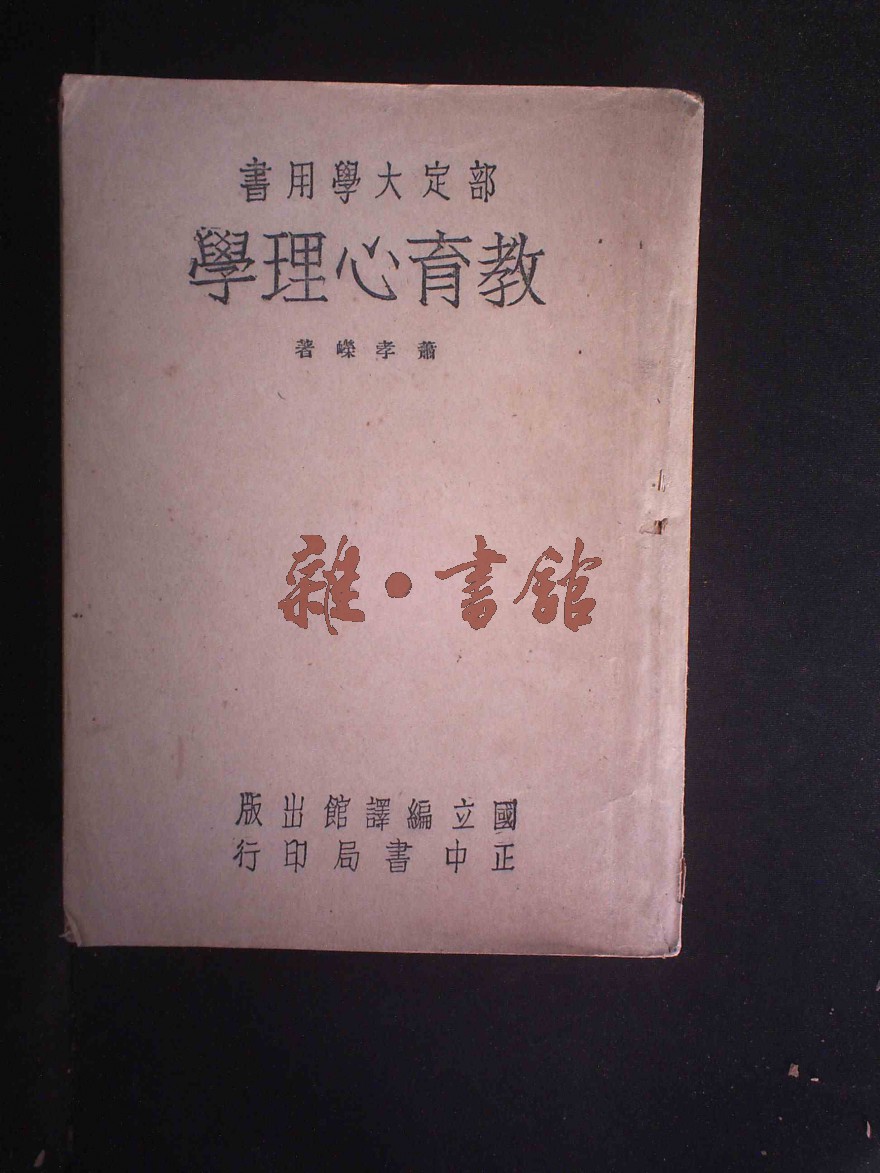 部定大學用書
教育心理學
蕭孝嶸著
雜·書館
國立編譯館出版
正中書局印行